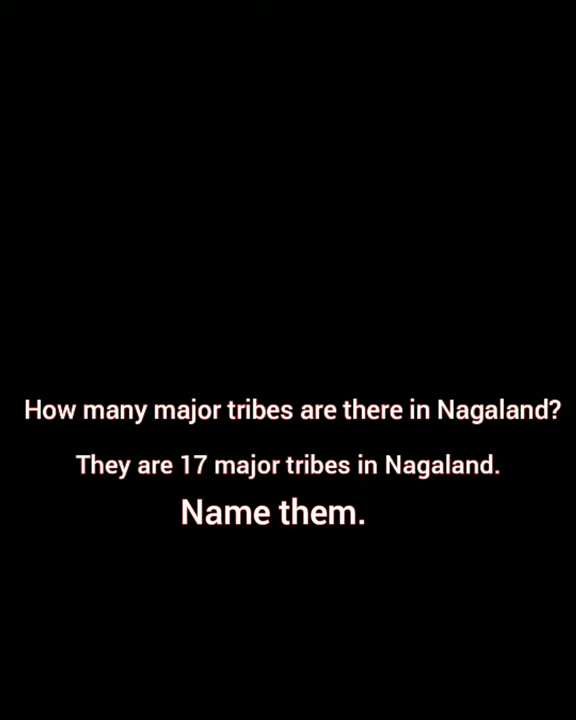 How many major tribes are there in Nagaland?
They are 17 major tribes in Nagaland.
Name them.